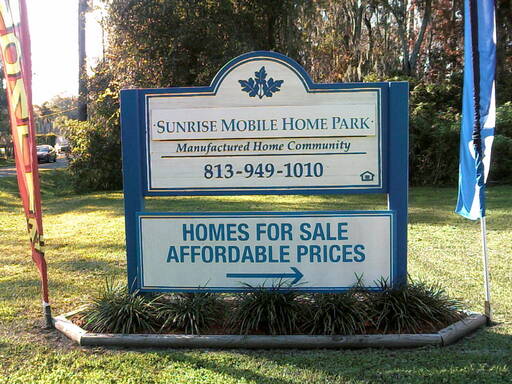 SUNRISE MOBILE HOME PARK
Manufactured Home Community
813-949-1010
HOMES FOR SALE
AFFORDABLE PRICES